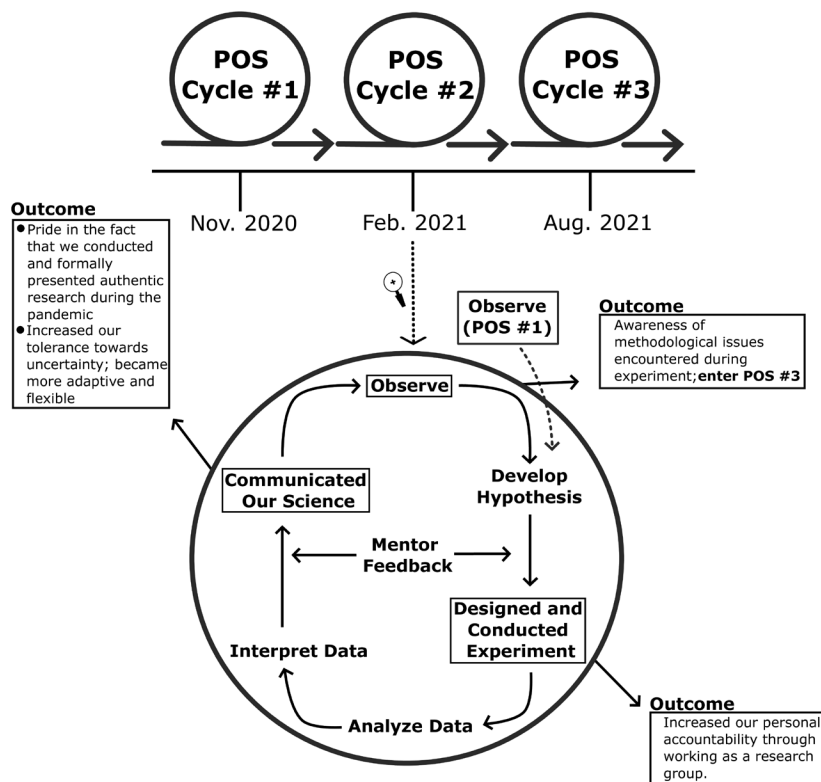 POS
Cycle #1
POS
Cycle #2
POS
Cycle #3
Nov. 2020
Feb. 2021
Aug. 2021
Outcome
● Pride in the fact
that we conducted
and formally
presented authentic
research during the
pandemic
● Increased our
tolerance towards
uncertainty; became
more adaptive and
flexible
Observe
(POS #1)
Outcome
Awareness of
methodological issues
encountered during
experiment;enter POS #3
Observe
Develop
Hypothesis
Communicated
Our Science
Mentor
Feedback
Designed and
Conducted
Experiment
Interpret Data
Analyze Data
Outcome
Increased our personal
accountability through
working as a research
group.